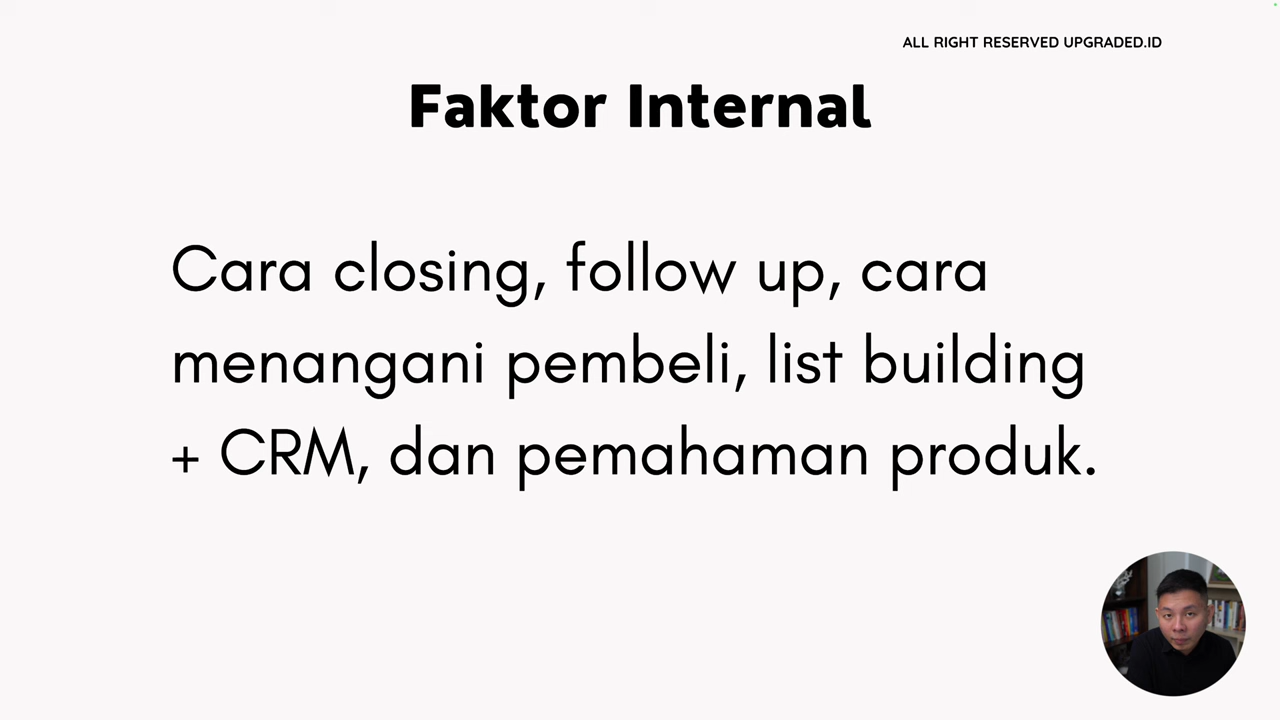 ALL RIGHT RESERVED UPGRADED.ID
Faktor Internal
Cara closing, follow up, cara
menangani pembeli, list building
+ CRM, dan pemahaman produk.